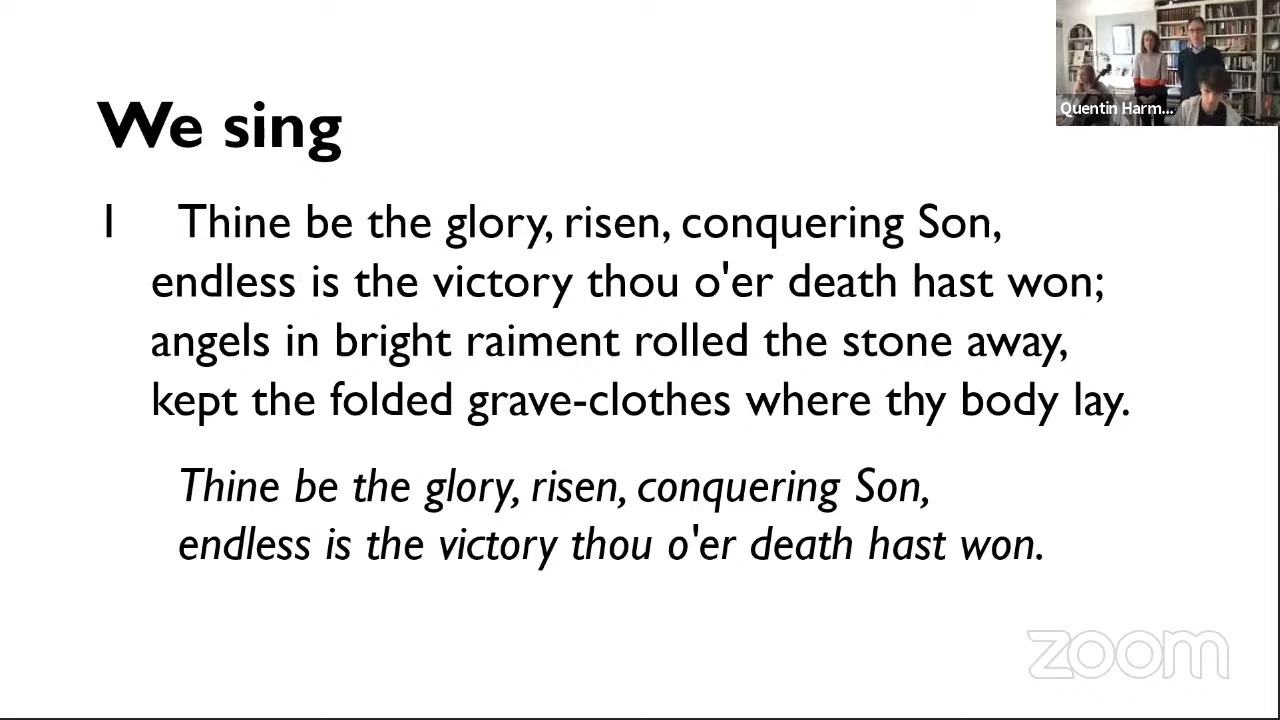 We sing
Quentin Harm...
1 Thine be the glory, risen, conquering Son,
endless is the victory thou o'er death hast won;
angels in bright raiment rolled the stone away,
kept the folded grave-clothes where thy body lay.
Thine be the glory, risen, conquering Son,
endless is the victory thou o'er death hast won.
zoom